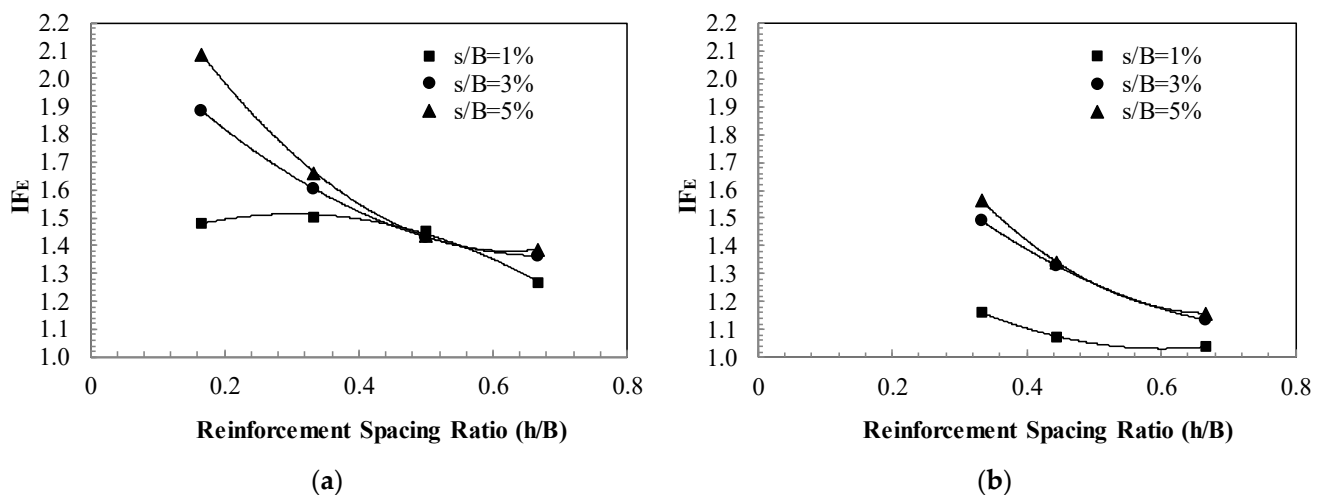 2.2
2.1
2.0
1.9
1.8
1.7
1.6
1.5
1.4
1.3
1.2
1.1
1.0
IFE
s/B=1%
s/B=3%
s/B=5%
0 0.2 0.4 0.6 0.8
Reinforcement Spacing Ratio (h/B)
(a)
2.2
2.1
2.0
1.9
1.8
1.7
1.6
1.5
1.4
1.3
1.2
1.1
1.0
IFE
s/B=1%
s/B=3%
s/B=5%
0 0.2 0.4 0.6 0.8
Reinforcement Spacing Ratio (h/B)
(b)